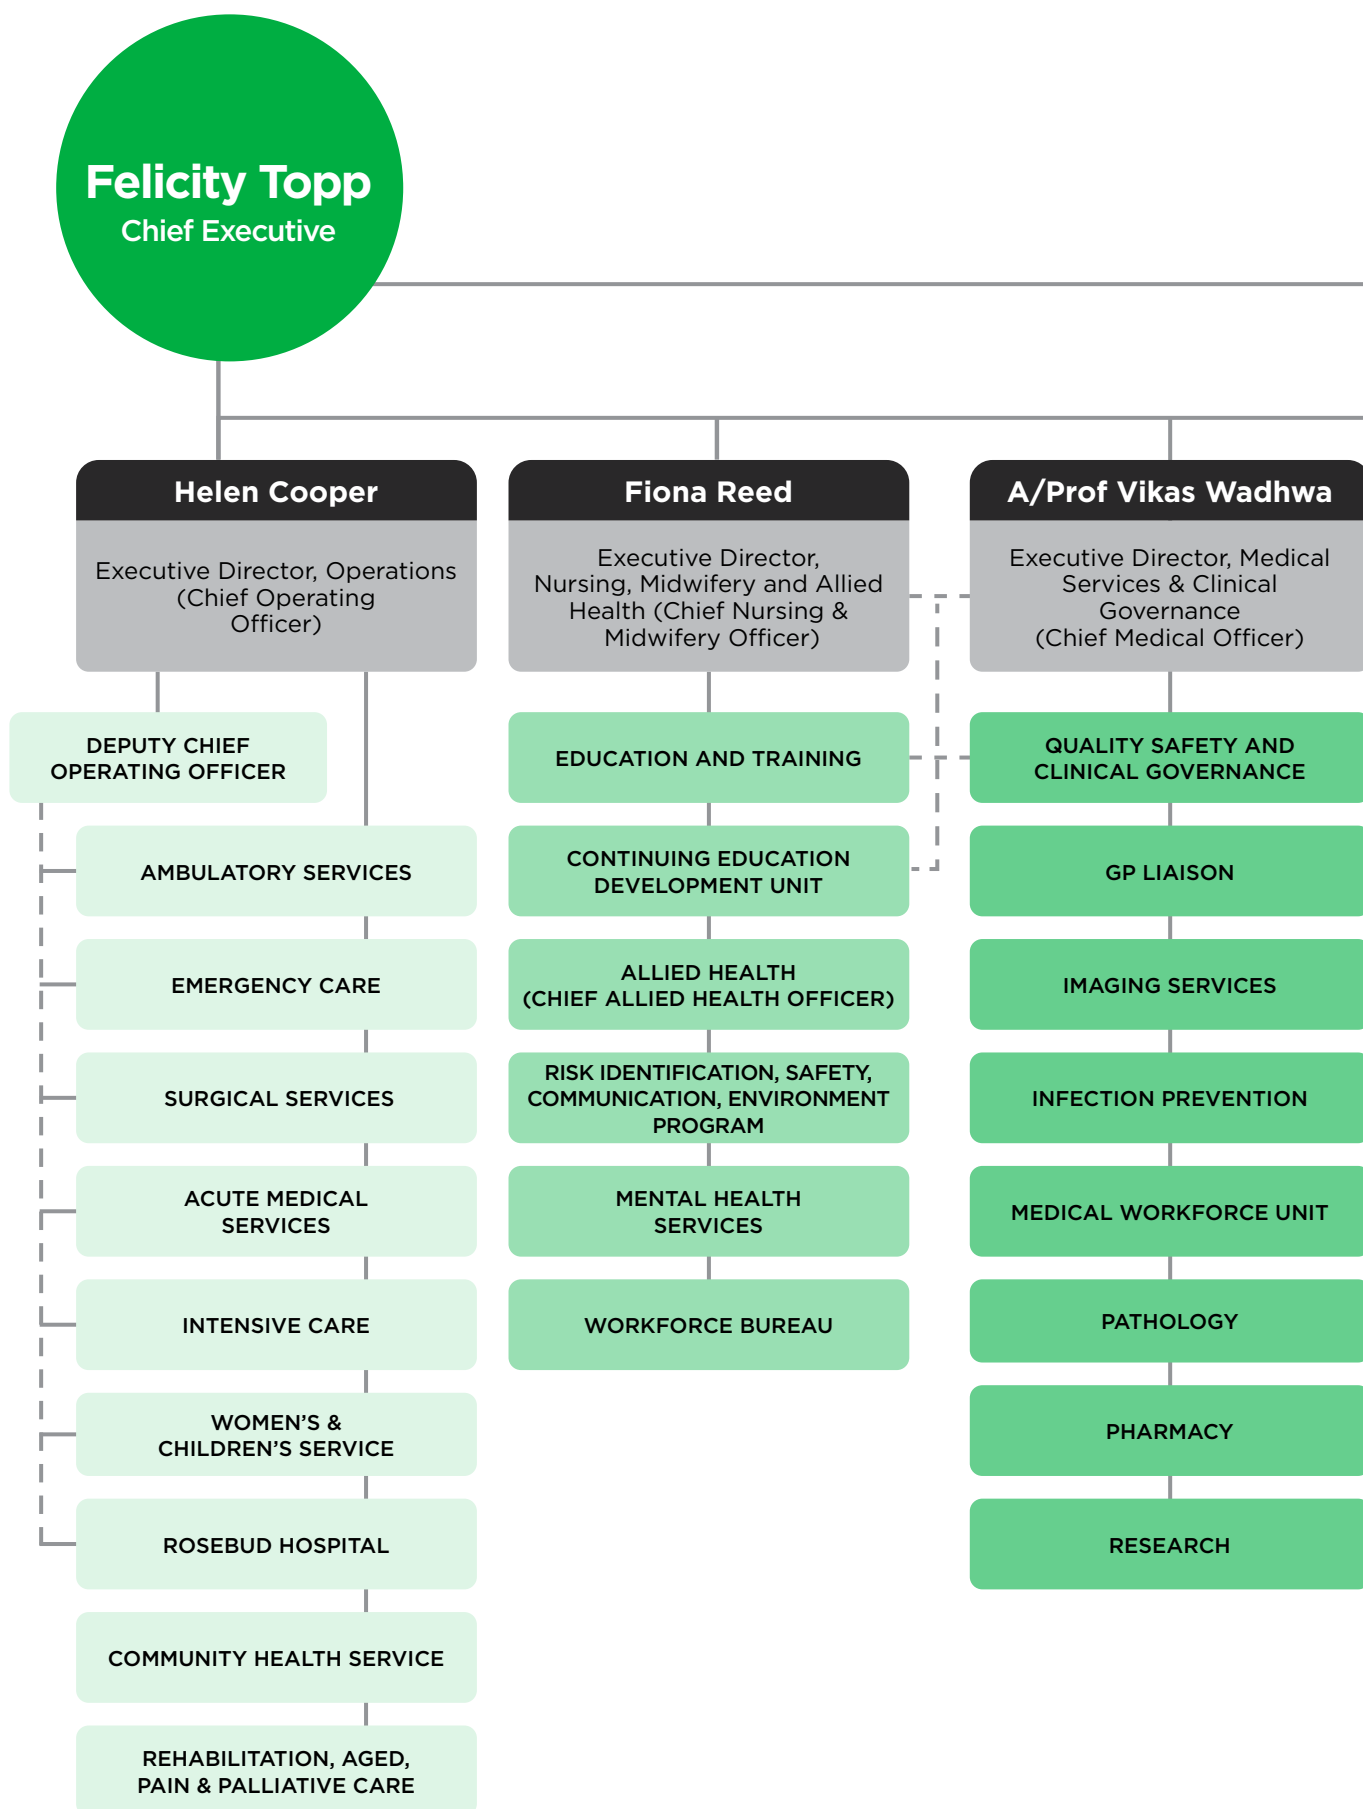 Felicity Topp
Chief Executive
Helen Cooper
Executive Director, Operations
(Chief Operating
Officer)
DEPUTY CHIEF
OPERATING OFFICER
AMBULATORY SERVICES
EMERGENCY CARE
SURGICAL SERVICES
ACUTE MEDICAL
SERVICES
INTENSIVE CARE
WOMEN’S &
CHILDREN’S SERVICE
ROSEBUD HOSPITAL
COMMUNITY HEALTH SERVICE
REHABILITATION, AGED,
PAIN & PALLIATIVE CARE
Fiona Reed
Executive Director,
Nursing, Midwifery and Allied
Health (Chief Nursing &
Midwifery Officer)
EDUCATION AND TRAINING
CONTINUING EDUCATION
DEVELOPMENT UNIT
ALLIED HEALTH
(CHIEF ALLIED HEALTH OFFICER)
RISK IDENTIFICATION, SAFETY,
COMMUNICATION, ENVIRONMENT
PROGRAM
MENTAL HEALTH
SERVICES
WORKFORCE BUREAU
A/Prof Vikas Wadhwa
Executive Director, Medical
Services & Clinical
Governance
(Chief Medical Officer)
QUALITY SAFETY AND
CLINICAL GOVERNANCE
GP LIAISON
IMAGING SERVICES
INFECTION PREVENTION
MEDICAL WORKFORCE UNIT
PATHOLOGY
PHARMACY
RESEARCH